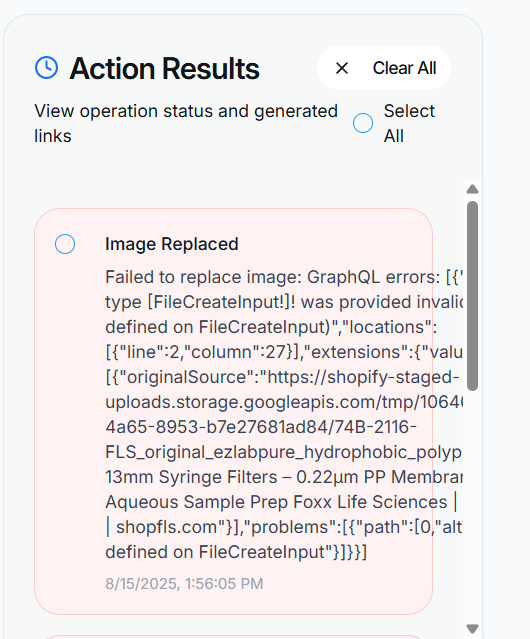 Action Results
Clear All
View operation status and generated links
Select All
Image Replaced
Failed to replace image: GraphQL errors: [{"
type [FileCreateInput!]! was provided invalid
defined on FileCreateInput)","locations":
[{"line":2,"column":27}],"extensions":{"valu
[{"originalSource":"https://shopify-staged-
uploads.storage.googleapis.com/tmp/10640
4a65-8953-b7e27681ad84/74B-2116-
FLS_original_ezlabpure_hydrophobic_polyp
13mm Syringe Filters – 0.22μm PP Membran
Aqueous Sample Prep Foxx Life Sciences |
| shopfls.com"}],"problems":[{"path":[0,"alt"
defined on FileCreateInput"}]}}]
8/15/2025, 1:56:05 PM